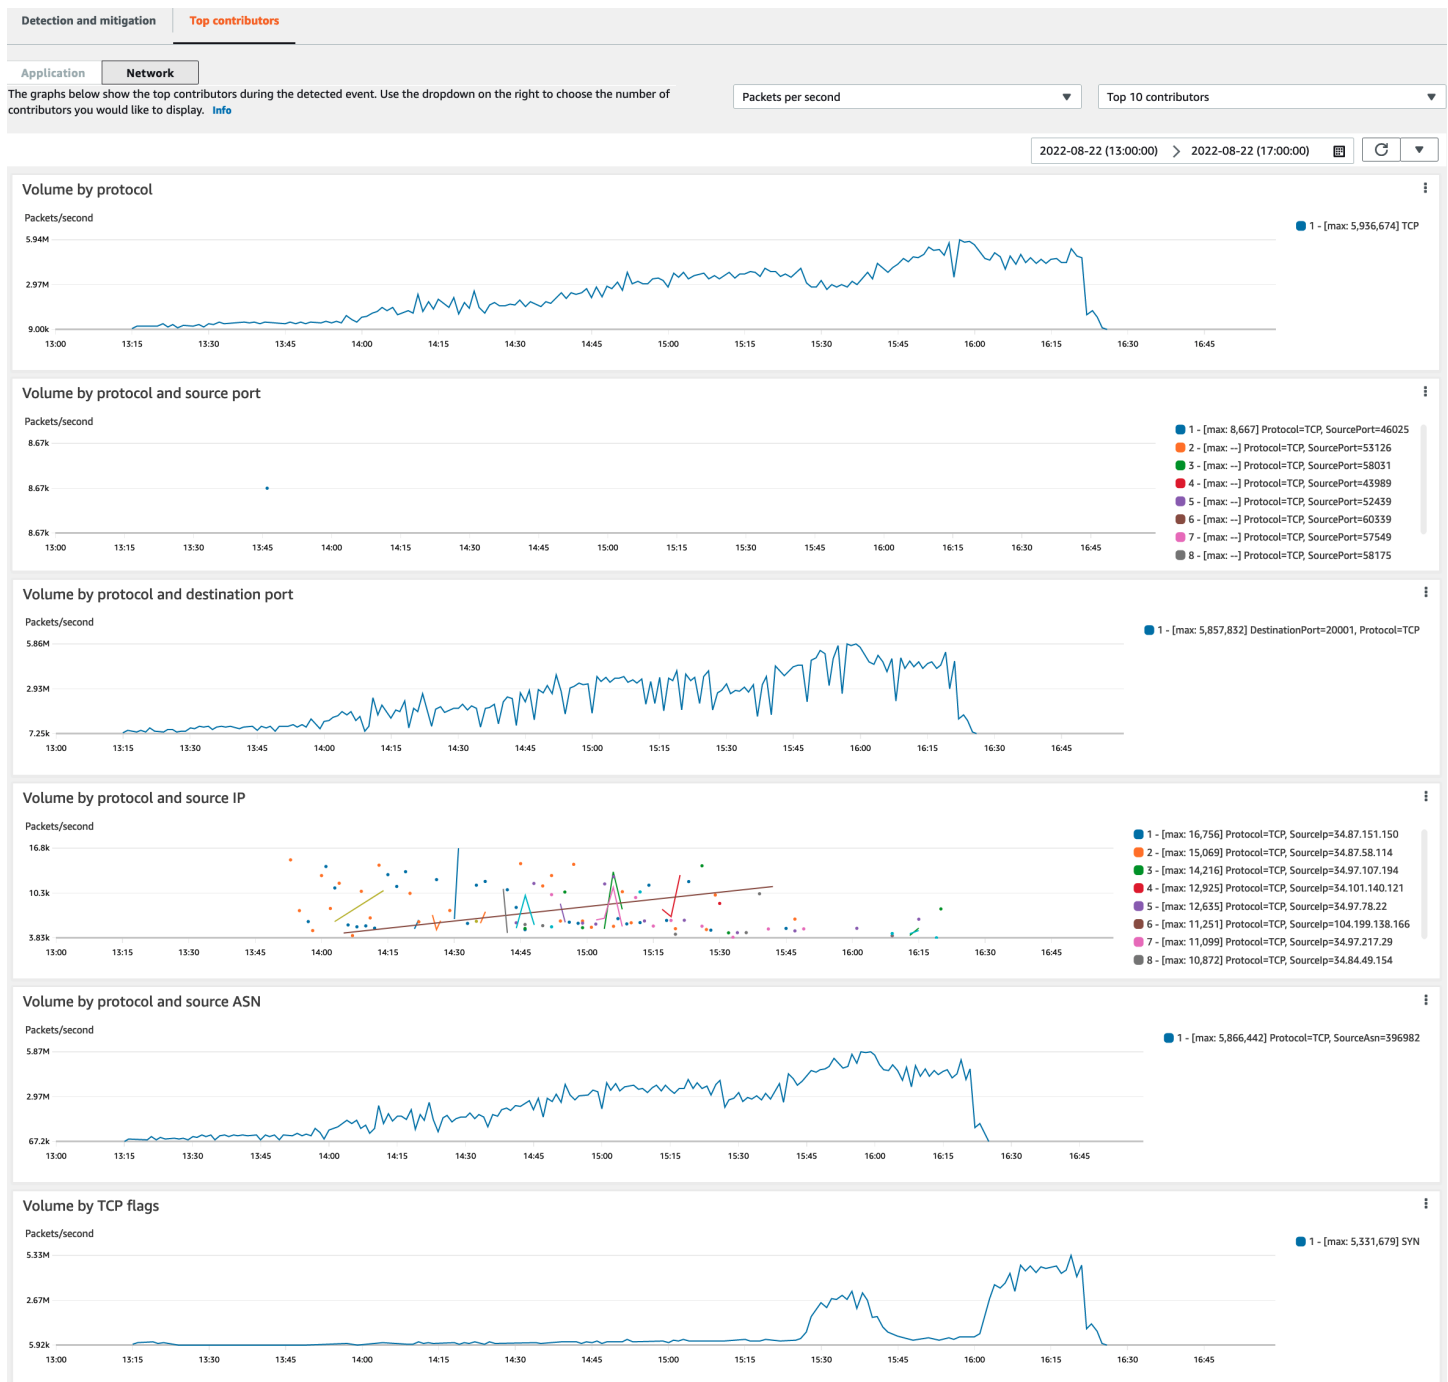 Detection and mitigation
Top contributors
Application
Network
The graphs below show the top contributors during the detected event. Use the dropdown on the right to choose the number of
contributors you would like to display. Info
Packets per second
Top 10 contributors
2022-08-22 (13:00:00) > 2022-08-22 (17:00:00)
Volume by protocol
Packets/second
5.94M
2.97M
9.00k
13:00 13:15 13:30 13:45 14:00 14:15 14:30 14:45 15:00 15:15 15:30 15:45 16:00 16:15 16:30 16:45
1 - [max: 5,936,674] TCP
Volume by protocol and source port
Packets/second
8.67k
8.67k
8.67k
13:00 13:15 13:30 13:45 14:00 14:15 14:30 14:45 15:00 15:15 15:30 15:45 16:00 16:15 16:30 16:45
1 - [max: 8,667] Protocol=TCP, SourcePort=46025
2 - [max: --] Protocol=TCP, SourcePort=53126
3 - [max: --] Protocol=TCP, SourcePort=58031
4 - [max: --] Protocol=TCP, SourcePort=43989
5 - [max: --] Protocol=TCP, SourcePort=52439
6 - [max: --] Protocol=TCP, SourcePort=60339
7 - [max: --] Protocol=TCP, SourcePort=57549
8 - [max: --] Protocol=TCP, SourcePort=58175
Volume by protocol and destination port
Packets/second
5.86M
2.93M
7.25k
13:00 13:15 13:30 13:45 14:00 14:15 14:30 14:45 15:00 15:15 15:30 15:45 16:00 16:15 16:30 16:45
1 - [max: 5,857,832] DestinationPort=20001, Protocol=TCP
Volume by protocol and source IP
Packets/second
16.8k
10.3k
3.83k
13:00 13:15 13:30 13:45 14:00 14:15 14:30 14:45 15:00 15:15 15:30 15:45 16:00 16:15 16:30 16:45
1 - [max: 16,756] Protocol=TCP, SourceIp=34.87.151.150
2 - [max: 15,069] Protocol=TCP, SourceIp=34.87.58.114
3 - [max: 14,216] Protocol=TCP, SourceIp=34.97.107.194
4 - [max: 12,925] Protocol=TCP, SourceIp=34.101.140.121
5 - [max: 12,635] Protocol=TCP, SourceIp=34.97.78.22
6 - [max: 11,251] Protocol=TCP, SourceIp=104.199.138.166
7 - [max: 11,099] Protocol=TCP, SourceIp=34.97.217.29
8 - [max: 10,872] Protocol=TCP, SourceIp=34.84.49.154
Volume by protocol and source ASN
Packets/second
5.87M
2.97M
67.2k
13:00 13:15 13:30 13:45 14:00 14:15 14:30 14:45 15:00 15:15 15:30 15:45 16:00 16:15 16:30 16:45
1 - [max: 5,866,442] Protocol=TCP, SourceAsn=396982
Volume by TCP flags
Packets/second
5.33M
2.67M
5.92k
13:00 13:15 13:30 13:45 14:00 14:15 14:30 14:45 15:00 15:15 15:30 15:45 16:00 16:15 16:30 16:45
1 - [max: 5,331,679] SYN